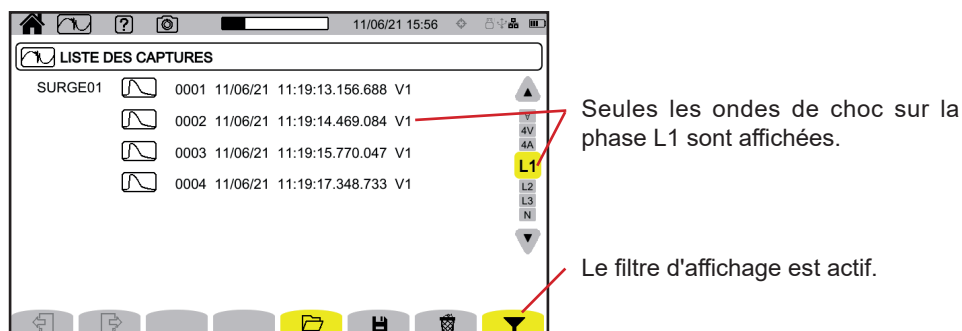 11/06/21 15:56
LISTE DES CAPTURES
SURGE01 0001 11/06/21 11:19:13.156.688 V1
0002 11/06/21 11:19:14.469.084 V1
0003 11/06/21 11:19:15.770.047 V1
0004 11/06/21 11:19:17.348.733 V1
∀
4V
4A
L1
L2
L3
N
Seules les ondes de choc sur la
phase L1 sont affichées.
Le filtre d'affichage est actif.